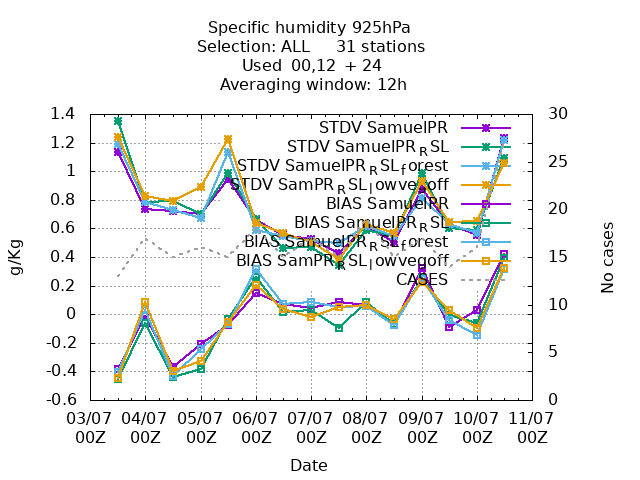 Specific humidity 925hPa
Selection: ALL 31 stations
Used 00,12 + 24
Averaging window: 12h
1.4
1.2
1
0.8
0.6
0.4
0.2
0
-0.2
-0.4
-0.6
g/Kg
30
25
20
15
10
5
0
No cases
STDV SamuelPR
STDV SamuelPR_RSL
STDV SamuelPR_RSL_forest
STDV SamPR_RSL_lowvegoff
BIAS SamuelPR
BIAS SamuelPR_RSL
BIAS SamuelPR_RSL_forest
BIAS SamPR_RSL_lowvegoff
CASES
03/07 04/07 05/07 06/07 07/07 08/07 09/07 10/07 11/07
00Z 00Z 00Z 00Z 00Z 00Z 00Z 00Z 00Z
Date